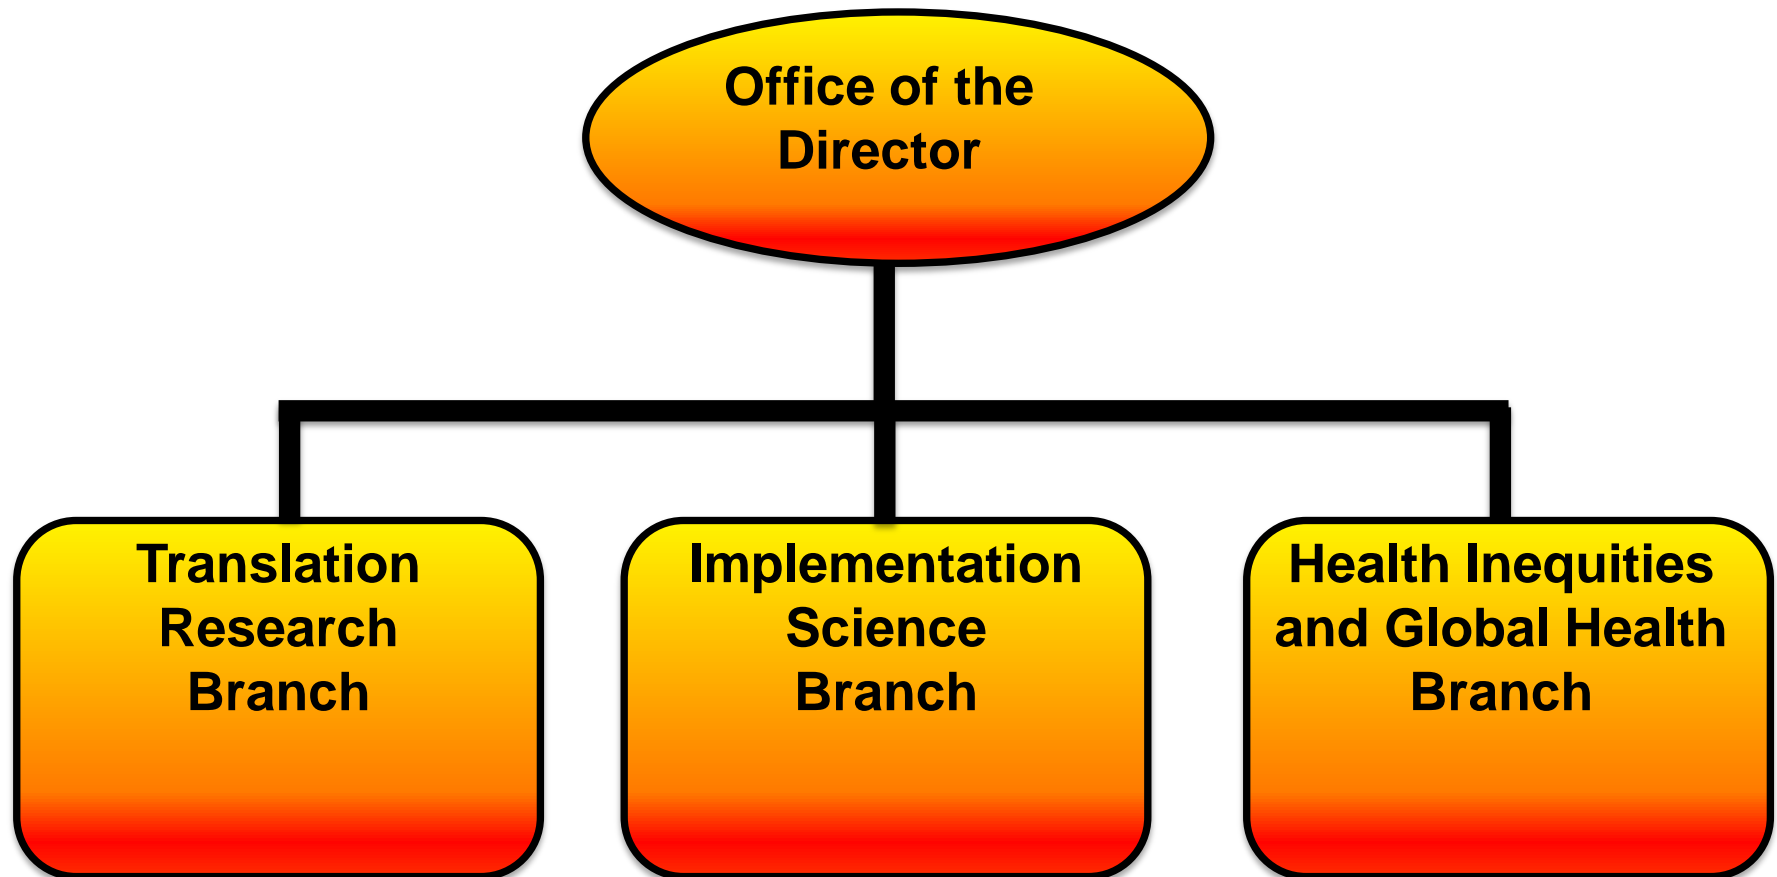 Office of the
Director
Translation
Research
Branch
Implementation
Science
Branch
Health Inequities
and Global Health
Branch